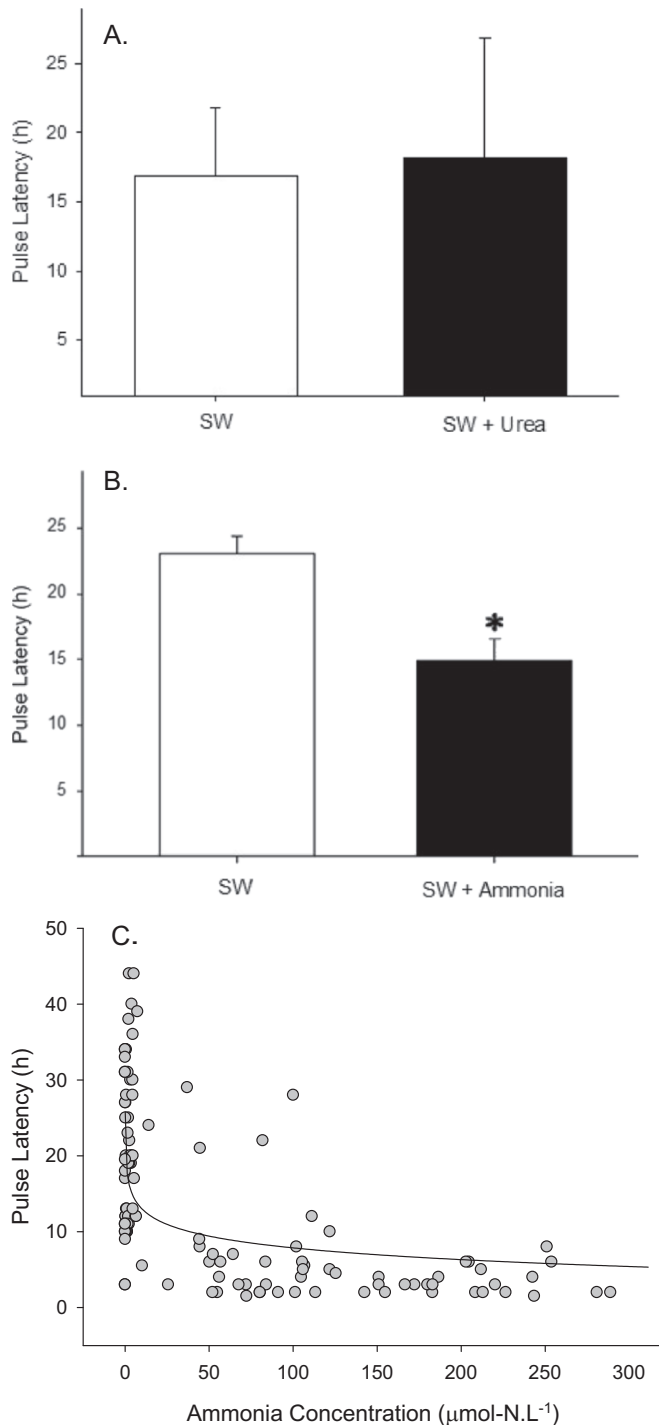 A.
25
20
15
10
5
Pulse Latency (h)
SW
SW + Urea
B.
25
20
15
10
5
Pulse Latency (h)
*
SW
SW + Ammonia
C.
50
40
30
20
10
0
Pulse Latency (h)
0 50 100 150 200 250 300
Ammonia Concentration (μmol-N.L⁻¹)